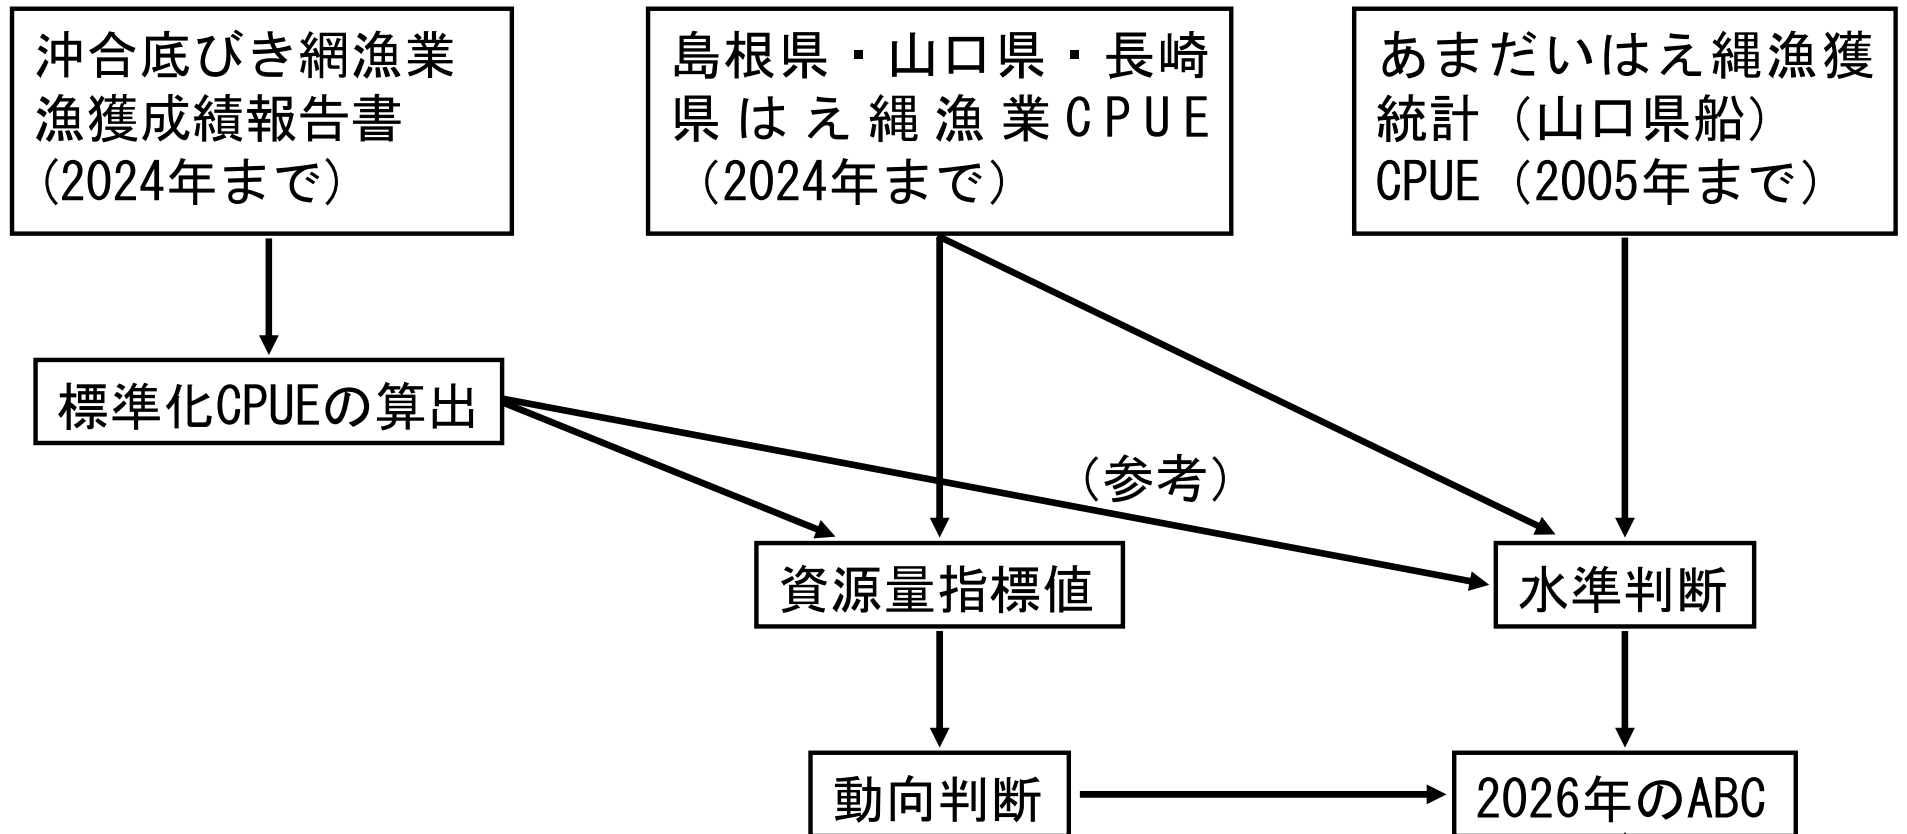 沖合底びき網漁業
漁獲成績報告書
(2024年まで)
島根県・山口県・長崎
県はえ縄漁業CPUE
（2024年まで）
あまだいはえ縄漁獲
統計（山口県船）
CPUE（2005年まで）
標準化CPUEの算出
（参考）
資源量指標値
水準判断
動向判断
2026年のABC